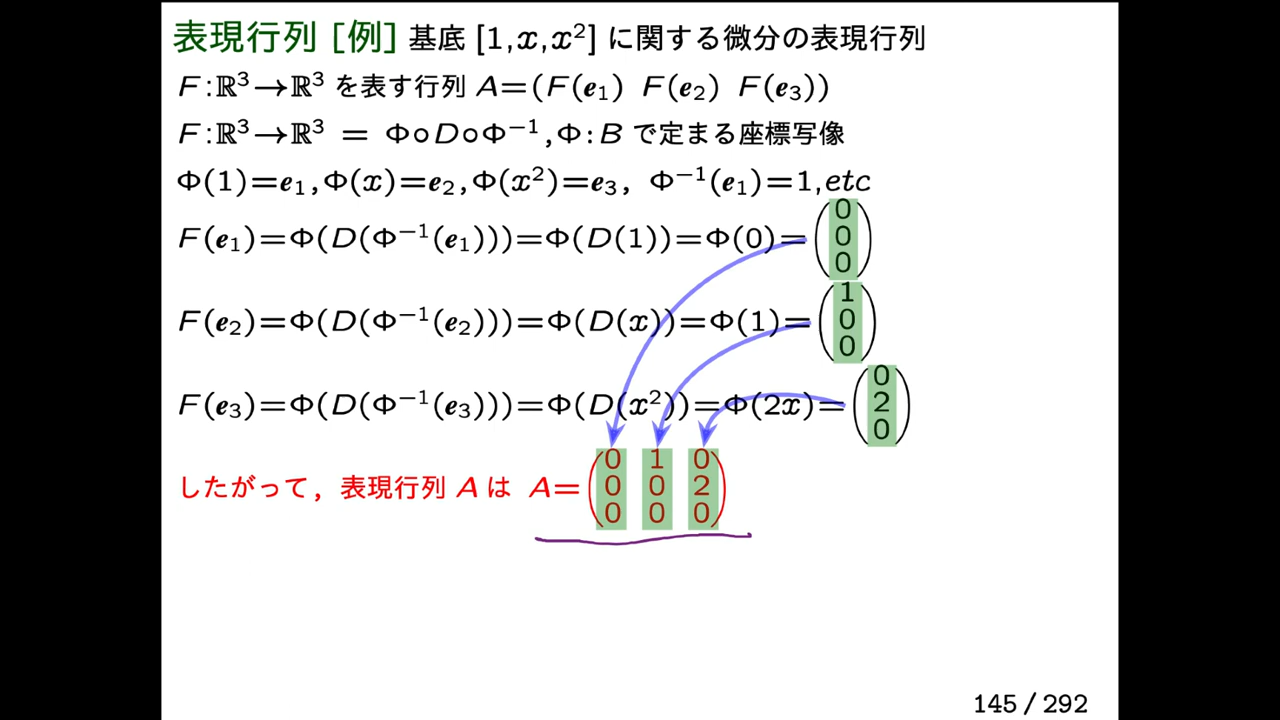 表現行列 [例] 基底 [1,x,x²] に関する微分の表現行列
F:ℝ³→ℝ³ を表す行列 A=(F(e₁) F(e₂) F(e₃))
F:ℝ³→ℝ³ = Φ∘D∘Φ⁻¹,Φ:B で定まる座標写像
Φ(1)=e₁,Φ(x)=e₂,Φ(x²)=e₃, Φ⁻¹(e₁)=1,etc
F(e₁)=Φ(D(Φ⁻¹(e₁)))=Φ(D(1))=Φ(0)=
0
0
0
F(e₂)=Φ(D(Φ⁻¹(e₂)))=Φ(D(x))=Φ(1)=
1
0
0
F(e₃)=Φ(D(Φ⁻¹(e₃)))=Φ(D(x²))=Φ(2x)=
0
2
0
したがって, 表現行列 A は A=
0 1 0
0 0 2
0 0 0
145 / 292